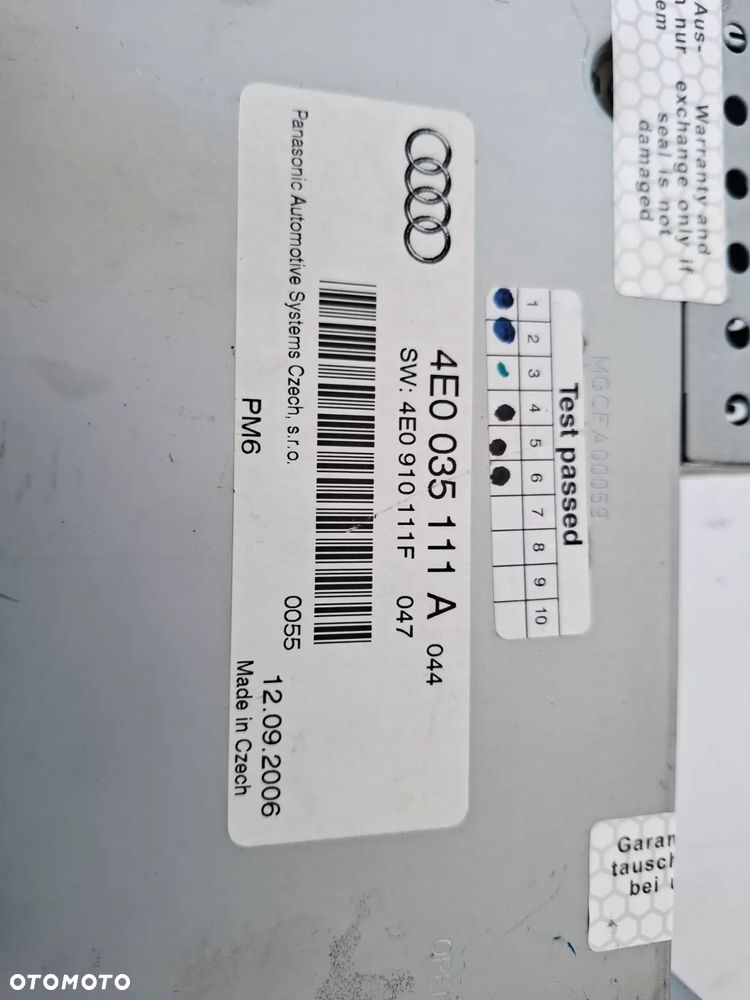 Aus-
nur
Warranty and
exchange only if
seal is not
damaged
MGCFA00059
Test passed
1 2 3 4 5 6 7 8 9 10
4E0 035 111 A 044
SW: 4E0 910 111F 047
Panasonic Automotive Systems Czech, s.r.o.
0055
PM6
12.09.2006
Made in Czech
Garan
tausch
bei
OPE
OTOMOTO